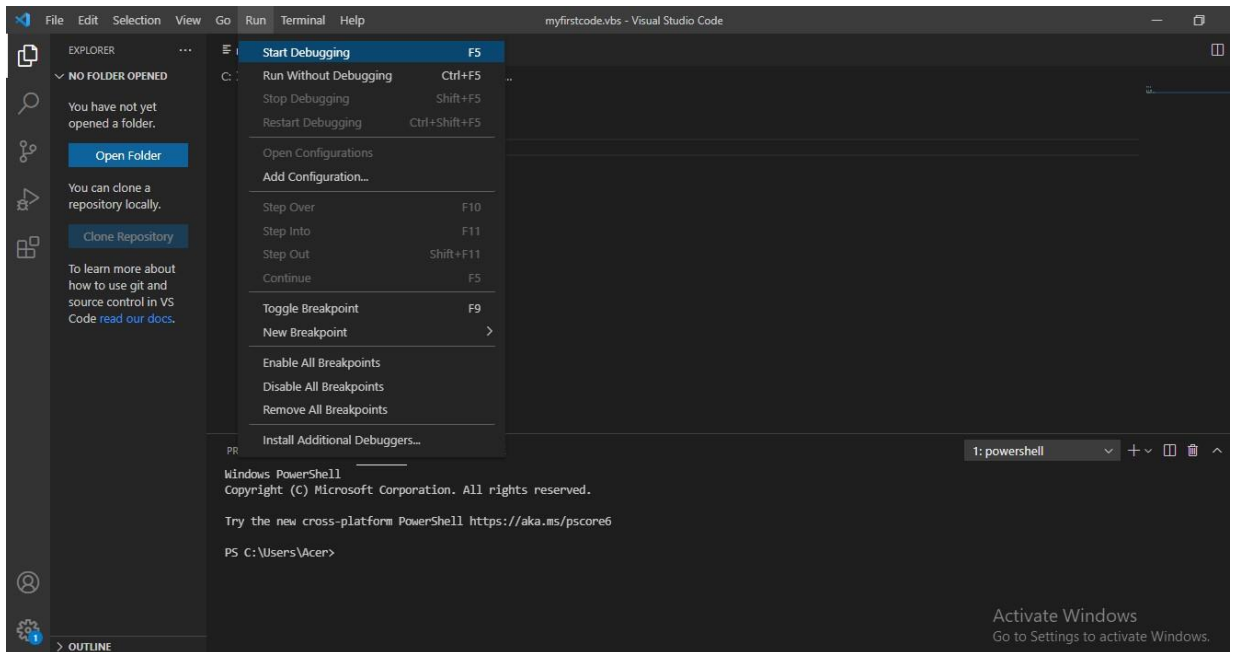 File Edit Selection View Go Run Terminal Help
myfirstcode.vbs - Visual Studio Code
EXPLORER ...
NO FOLDER OPENED
You have not yet
opened a folder.
Open Folder
You can clone a
repository locally.
Clone Repository
To learn more about
how to use git and
source control in VS
Code read our docs.
OUTLINE
1
C:
..
Start Debugging F5
Run Without Debugging Ctrl+F5
Stop Debugging Shift+F5
Restart Debugging Ctrl+Shift+F5
Open Configurations
Add Configuration...
Step Over F10
Step Into F11
Step Out Shift+F11
Continue F5
Toggle Breakpoint F9
New Breakpoint
Enable All Breakpoints
Disable All Breakpoints
Remove All Breakpoints
Install Additional Debuggers...
PR
1: powershell
Windows PowerShell
Copyright (C) Microsoft Corporation. All rights reserved.
Try the new cross-platform PowerShell https://aka.ms/pscore6
PS C:\Users\Acer>
Activate Windows
Go to Settings to activate Windows.